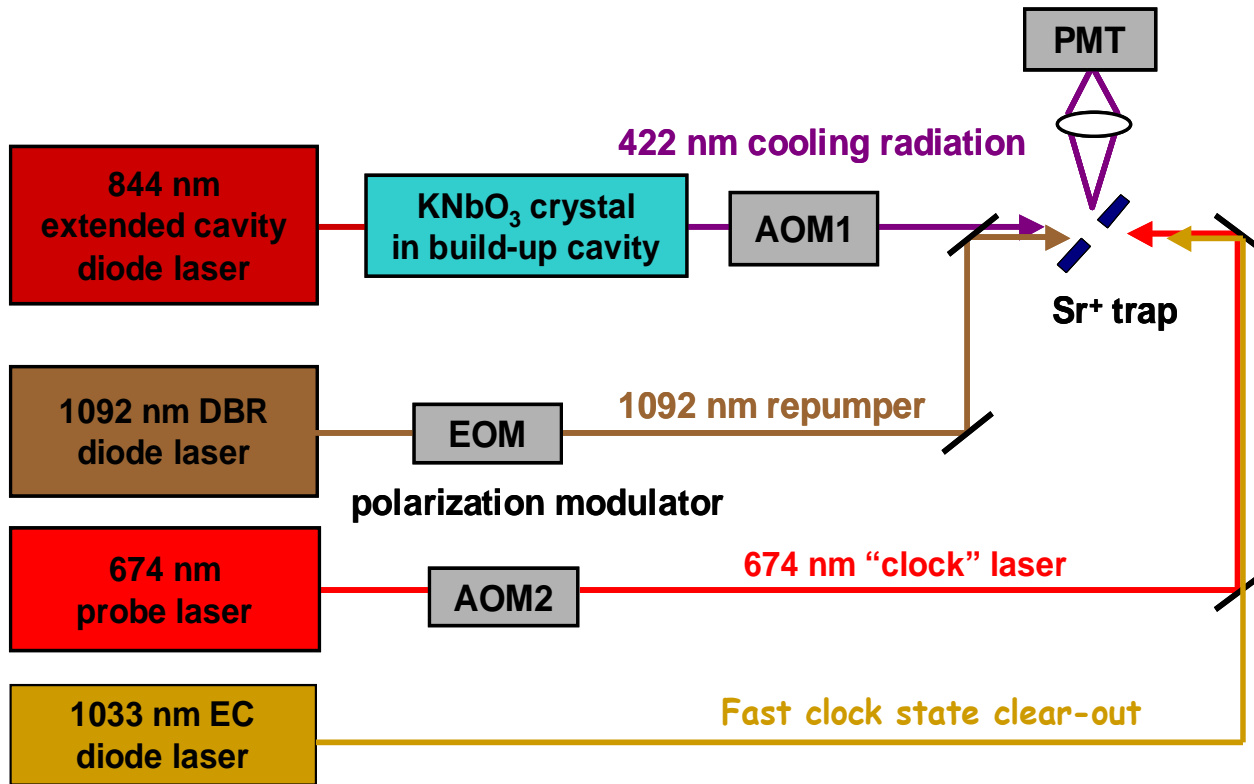 PMT
422 nm cooling radiation
844 nm
extended cavity
diode laser
KNbO₃ crystal
in build-up cavity
AOM1
Sr⁺ trap
1092 nm DBR
diode laser
EOM
1092 nm repumper
polarization modulator
674 nm
probe laser
AOM2
674 nm “clock” laser
1033 nm EC
diode laser
Fast clock state clear-out